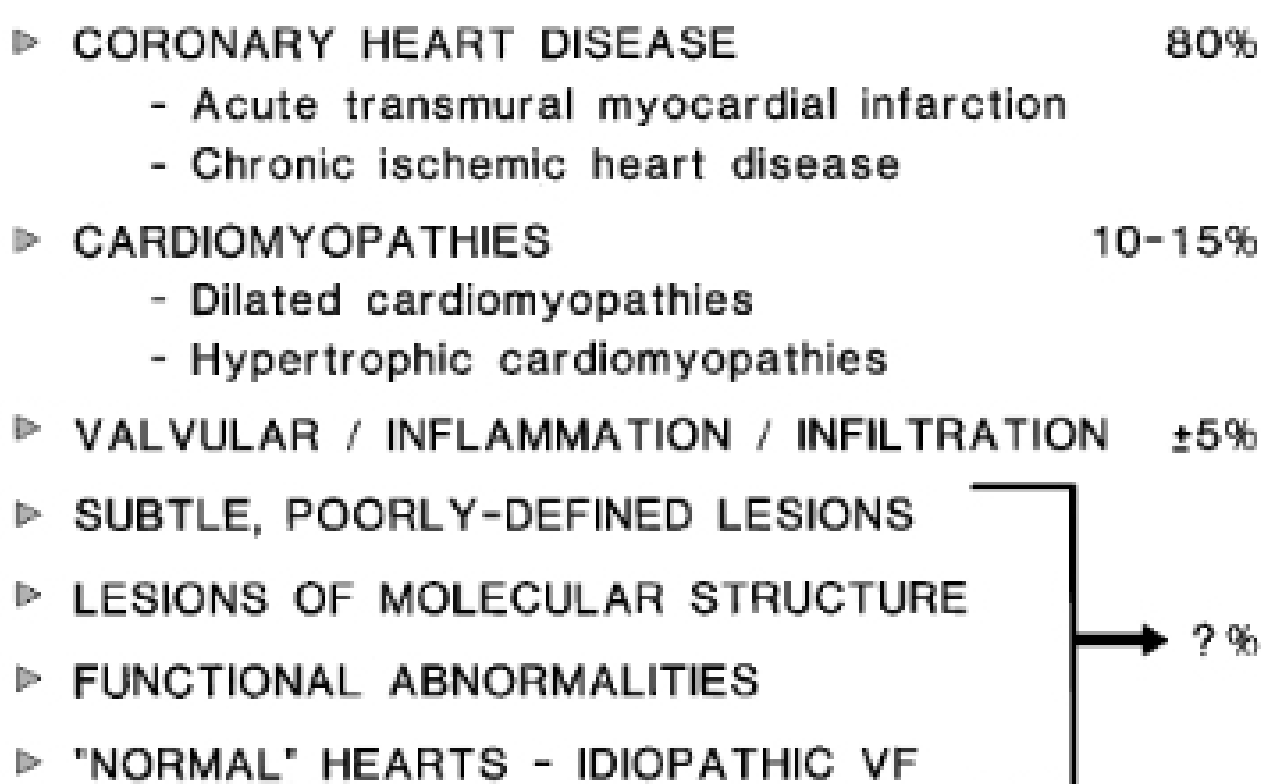 CORONARY HEART DISEASE 80%
- Acute transmural myocardial infarction
- Chronic ischemic heart disease
CARDIOMYOPATHIES 10-15%
- Dilated cardiomyopathies
- Hypertrophic cardiomyopathies
VALVULAR / INFLAMMATION / INFILTRATION ±5%
SUBTLE, POORLY-DEFINED LESIONS
LESIONS OF MOLECULAR STRUCTURE
? %
FUNCTIONAL ABNORMALITIES
"NORMAL" HEARTS - IDIOPATHIC VF